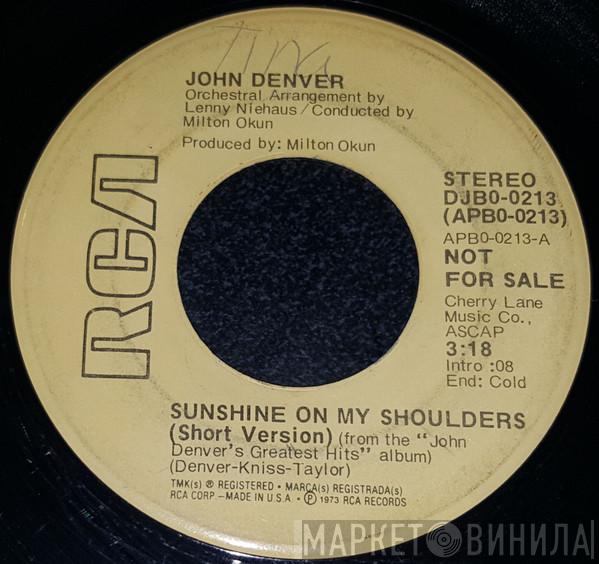 Tina
JOHN DENVER
Orchestral Arrangement by
Lenny Niehaus/Conducted by
Milton Okun
Produced by: Milton Okun
RCA
STEREO
DJB0-0213
(APB0-0213)
APB0-0213-A
NOT
FOR SALE
Cherry Lane
Music Co.,
ASCAP
3:18
Intro :08
End: Cold
SUNSHINE ON MY SHOULDERS
(Short Version) (from the "John
Denver's Greatest Hits" album)
(Denver-Kniss-Taylor)
TMK(s) ® REGISTERED • MARCA(s) REGISTRADA(s)
RCA CORP.-MADE IN U.S.A. • ℗ 1973 RCA RECORDS
МАРКЕТ ВИНИЛА